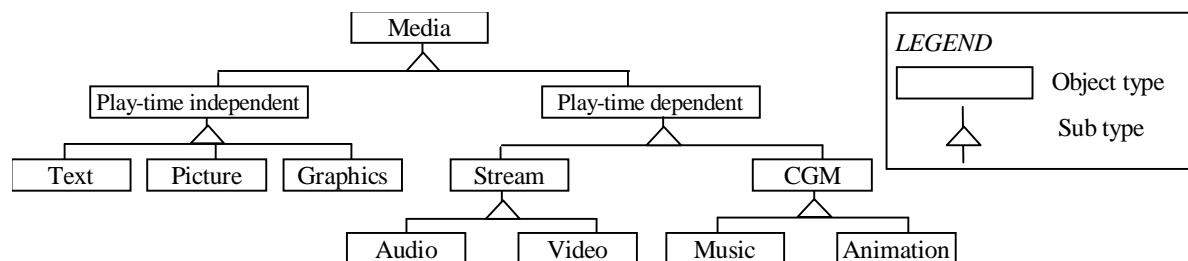 Media
LEGEND
Object type
Sub type
Play-time independent
Play-time dependent
Text
Picture
Graphics
Stream
CGM
Audio
Video
Music
Animation